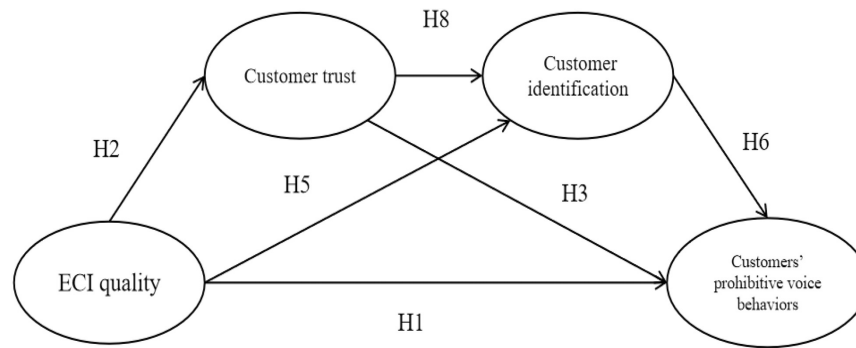 H8
Customer trust
Customer
identification
H2
H5
H3
H6
ECI quality
Customers'
prohibitive voice
behaviors
H1